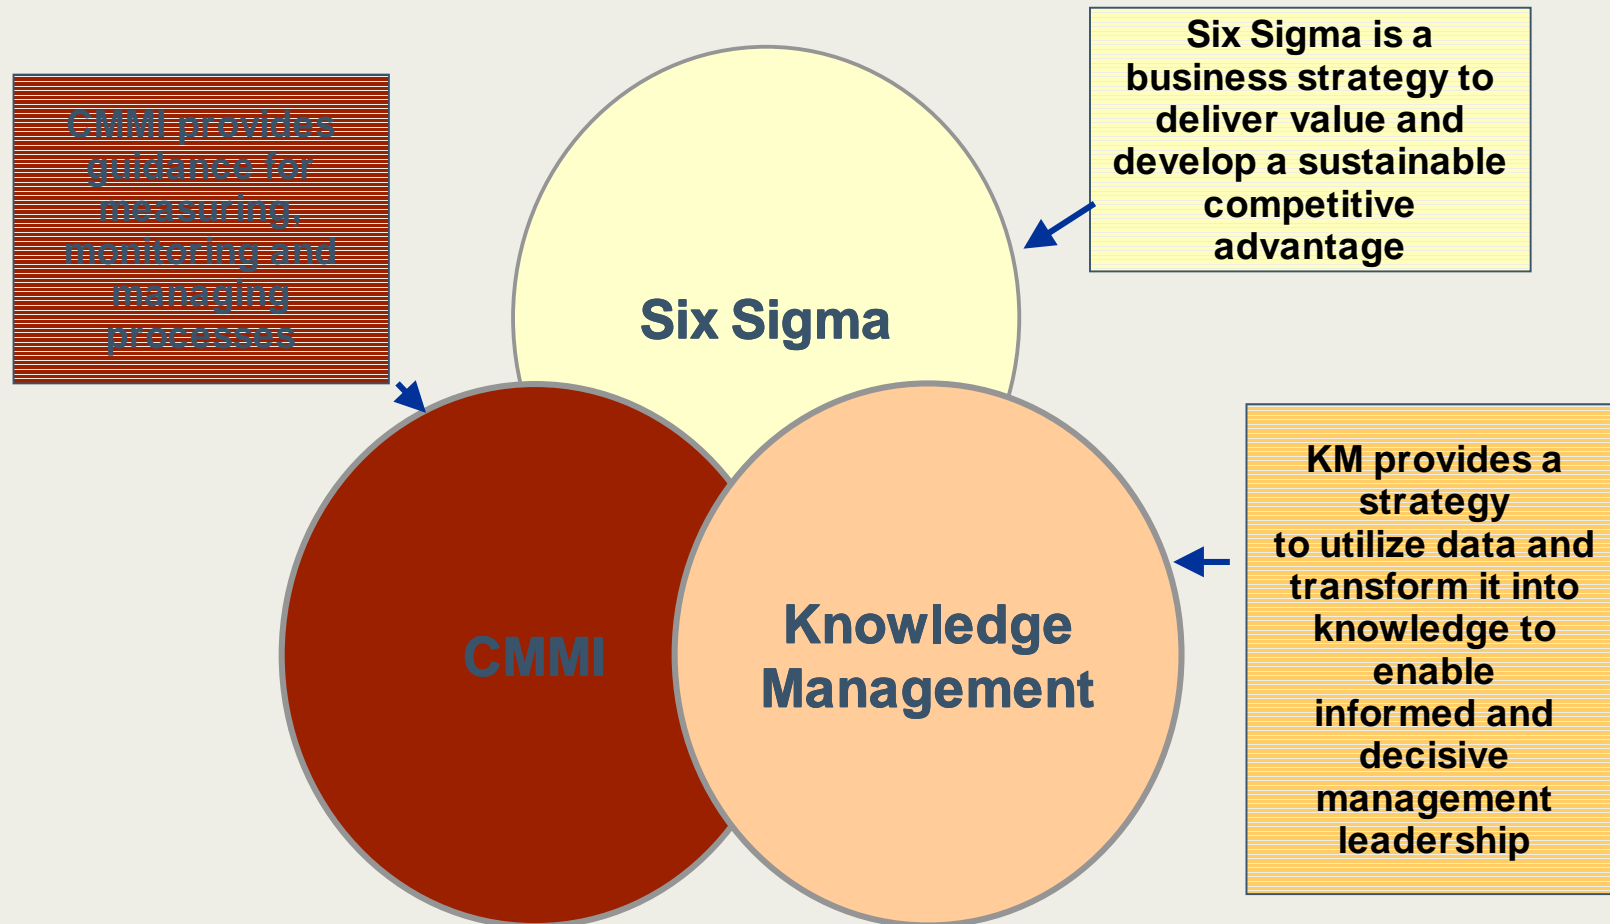 CMMI provides
guidance for
measuring,
monitoring and
managing
processes
Six Sigma is a
business strategy to
deliver value and
develop a sustainable
competitive
advantage
Six Sigma
CMMI
Knowledge
Management
KM provides a
strategy
to utilize data and
transform it into
knowledge to
enable
informed and
decisive
management
leadership